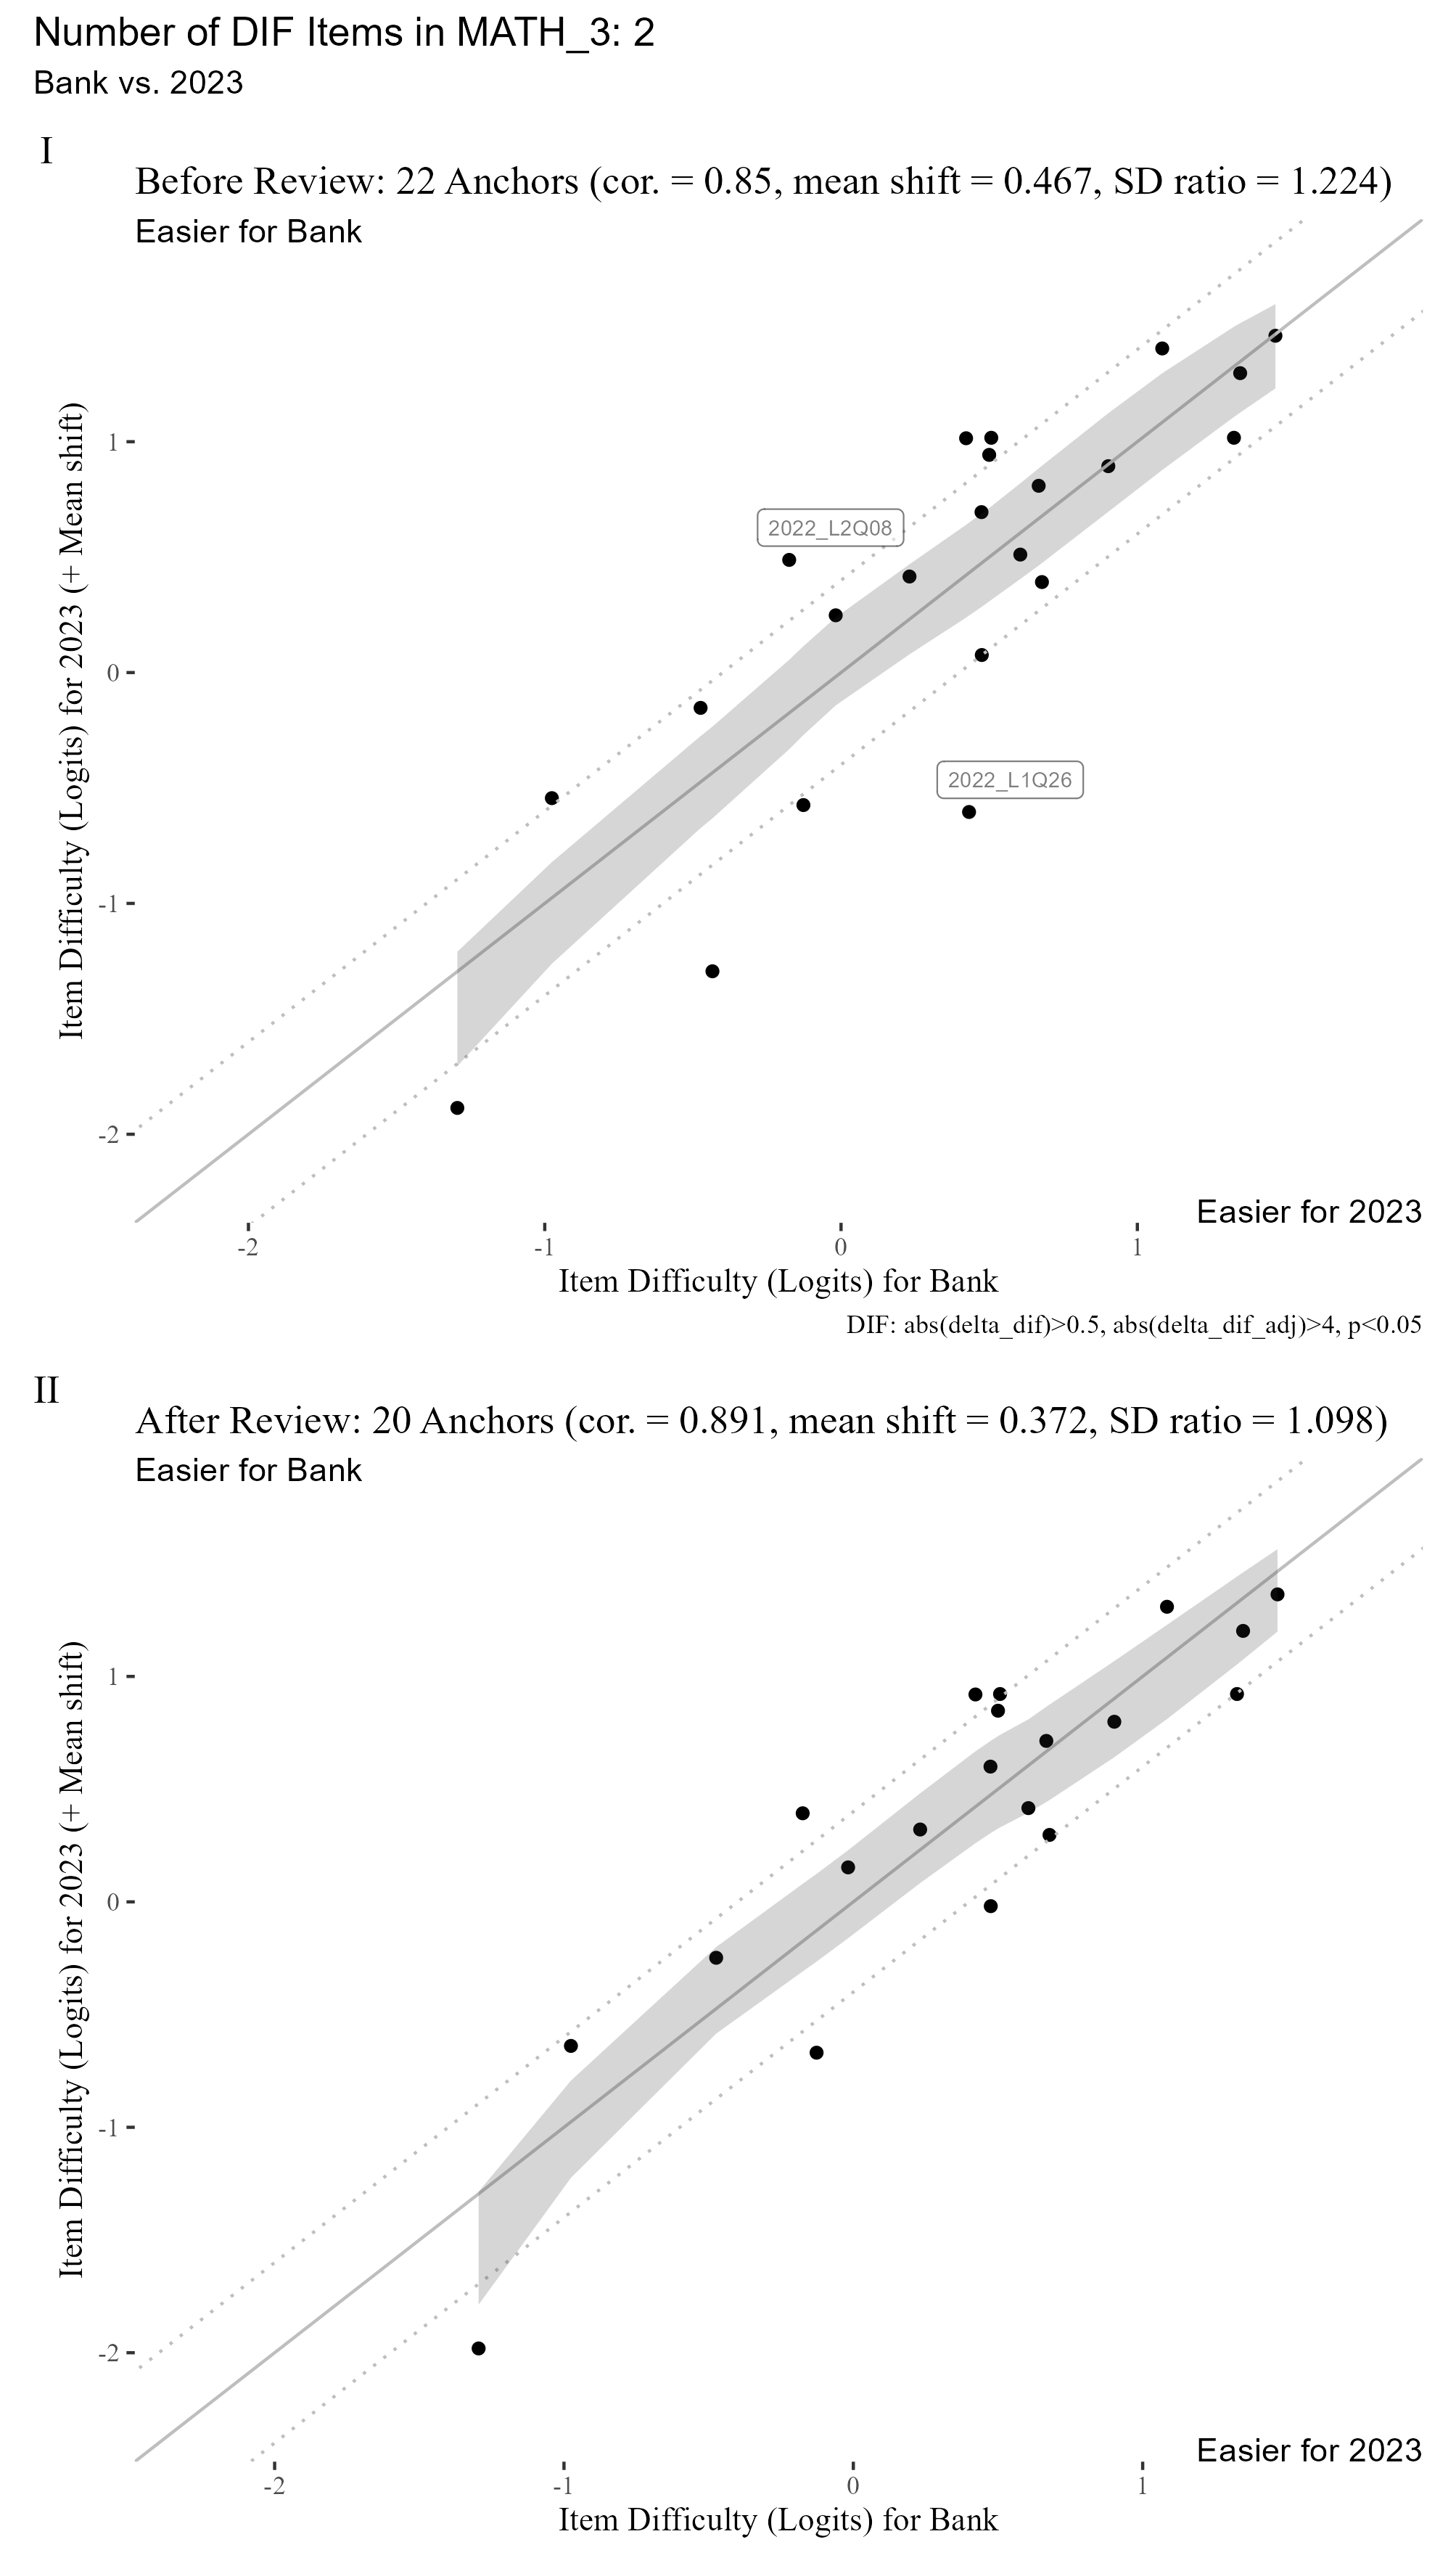 Number of DIF Items in MATH_3: 2
Bank vs. 2023
I
Before Review: 22 Anchors (cor. = 0.85, mean shift = 0.467, SD ratio = 1.224)
Easier for Bank
Item Difficulty (Logits) for 2023 (+ Mean shift)
1
0
-1
-2
2022_L2Q08
2022_L1Q26
Easier for 2023
-2
-1
0
1
Item Difficulty (Logits) for Bank
DIF: abs(delta_dif)>0.5, abs(delta_dif_adj)>4, p<0.05
II
After Review: 20 Anchors (cor. = 0.891, mean shift = 0.372, SD ratio = 1.098)
Easier for Bank
Item Difficulty (Logits) for 2023 (+ Mean shift)
1
0
-1
-2
Easier for 2023
-2
-1
0
1
Item Difficulty (Logits) for Bank